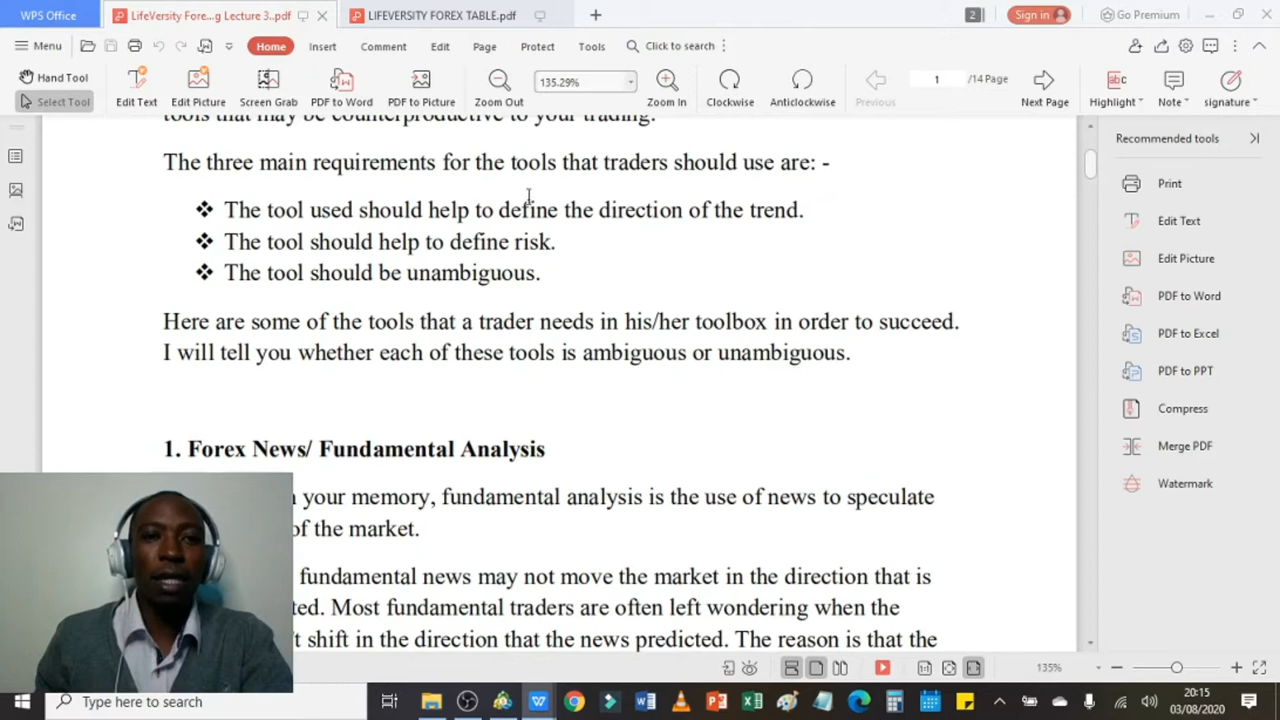 WPS Office
LifeVersity Fore...g Lecture 3..pdf
LIFEVERSITY FOREX TABLE.pdf
2
Sign in
Go Premium
Menu
Home
Insert
Comment
Edit
Page
Protect
Tools
Click to search
Hand Tool
Select Tool
Edit Text
Edit Picture
Screen Grab
PDF to Word
PDF to Picture
Zoom Out
135.29%
Zoom In
Clockwise
Anticlockwise
Previous
1
/14 Page
Next Page
Highlight
Note
signature
tools that may be counterproductive to your trading.
The three main requirements for the tools that traders should use are: -
❖ The tool used should help to define the direction of the trend.
❖ The tool should help to define risk.
❖ The tool should be unambiguous.
Here are some of the tools that a trader needs in his/her toolbox in order to succeed.
I will tell you whether each of these tools is ambiguous or unambiguous.
1. Forex News/ Fundamental Analysis
your memory, fundamental analysis is the use of news to speculate
of the market.
fundamental news may not move the market in the direction that is
ted. Most fundamental traders are often left wondering when the
't shift in the direction that the news predicted. The reason is that the
Recommended tools
Print
Edit Text
Edit Picture
PDF to Word
PDF to Excel
PDF to PPT
Compress
Merge PDF
Watermark
135%
Type here to search
20:15
03/08/2020